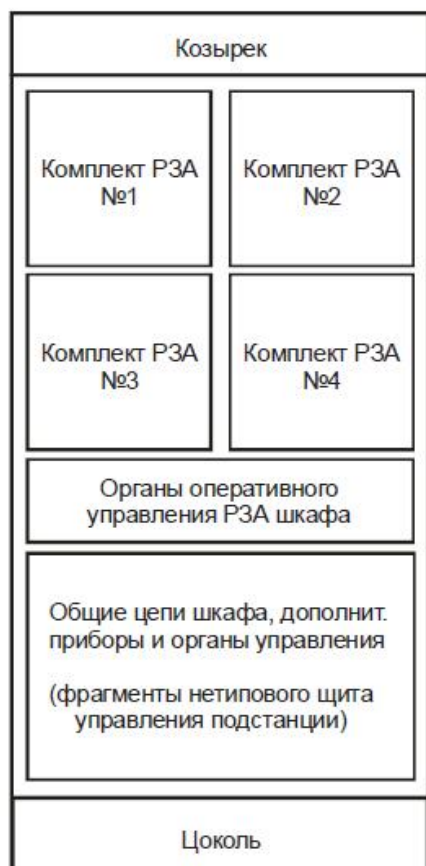 Козырек
Комплект РЗА
№1
Комплект РЗА
№2
Комплект РЗА
№3
Комплект РЗА
№4
Органы оперативного
управления РЗА шкафа
Общие цепи шкафа, дополнит.
приборы и органы управления
(фрагменты нетипового щита
управления подстанции)
Цоколь